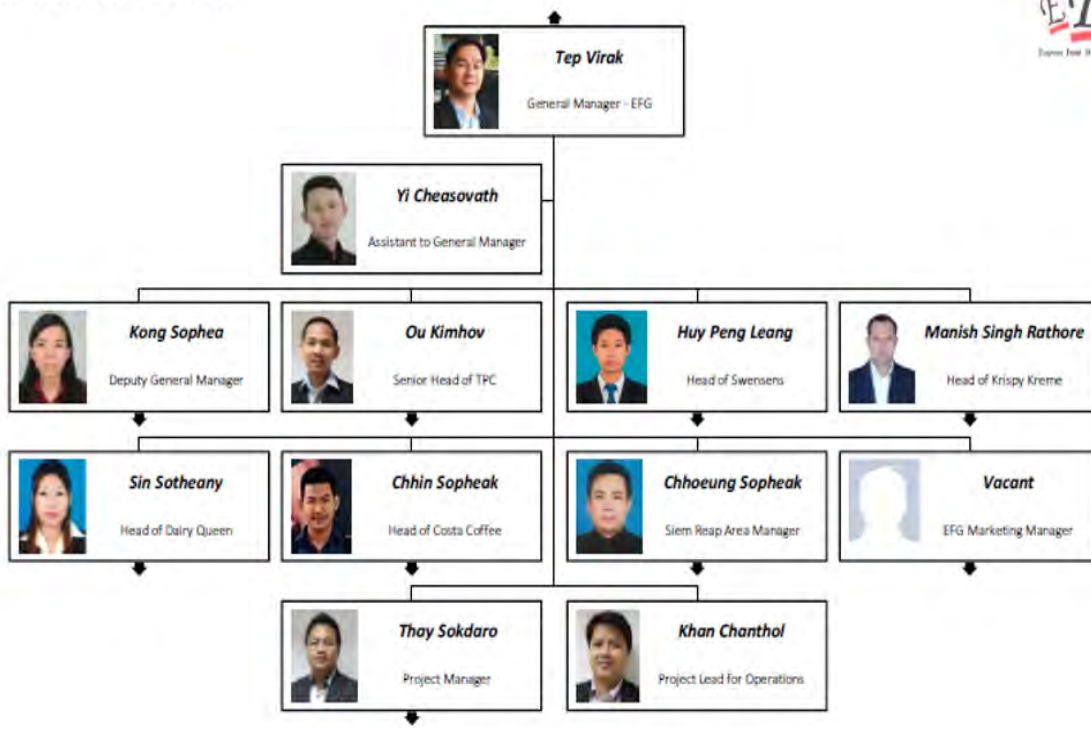 Tep Virak
General Manager - EFG
Yi Cheasovath
Assistant to General Manager
Kong Sophea
Deputy General Manager
Ou Kimhov
Senior Head of TPC
Huy Peng Leang
Head of Swensens
Manish Singh Rathore
Head of Krispy Kreme
Sin Sotheany
Head of Dairy Queen
Chhin Sopheak
Head of Costa Coffee
Chhoeung Sopheak
Siem Reap Area Manager
Vacant
EFG Marketing Manager
Thay Sokdaro
Project Manager
Khan Chanthol
Project Lead for Operations